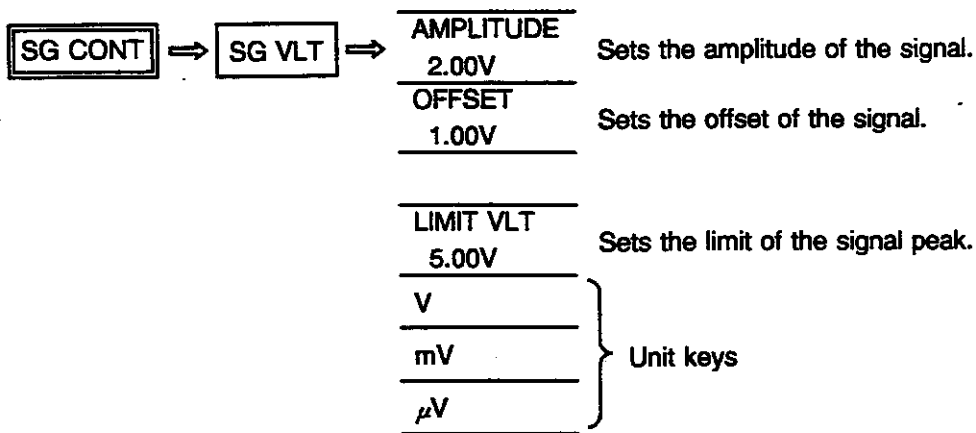 SG CONT ⇒ SG VLT ⇒ AMPLITUDE
2.00V
Sets the amplitude of the signal.
OFFSET
1.00V
Sets the offset of the signal.
LIMIT VLT
5.00V
Sets the limit of the signal peak.
V
mV
μV
Unit keys